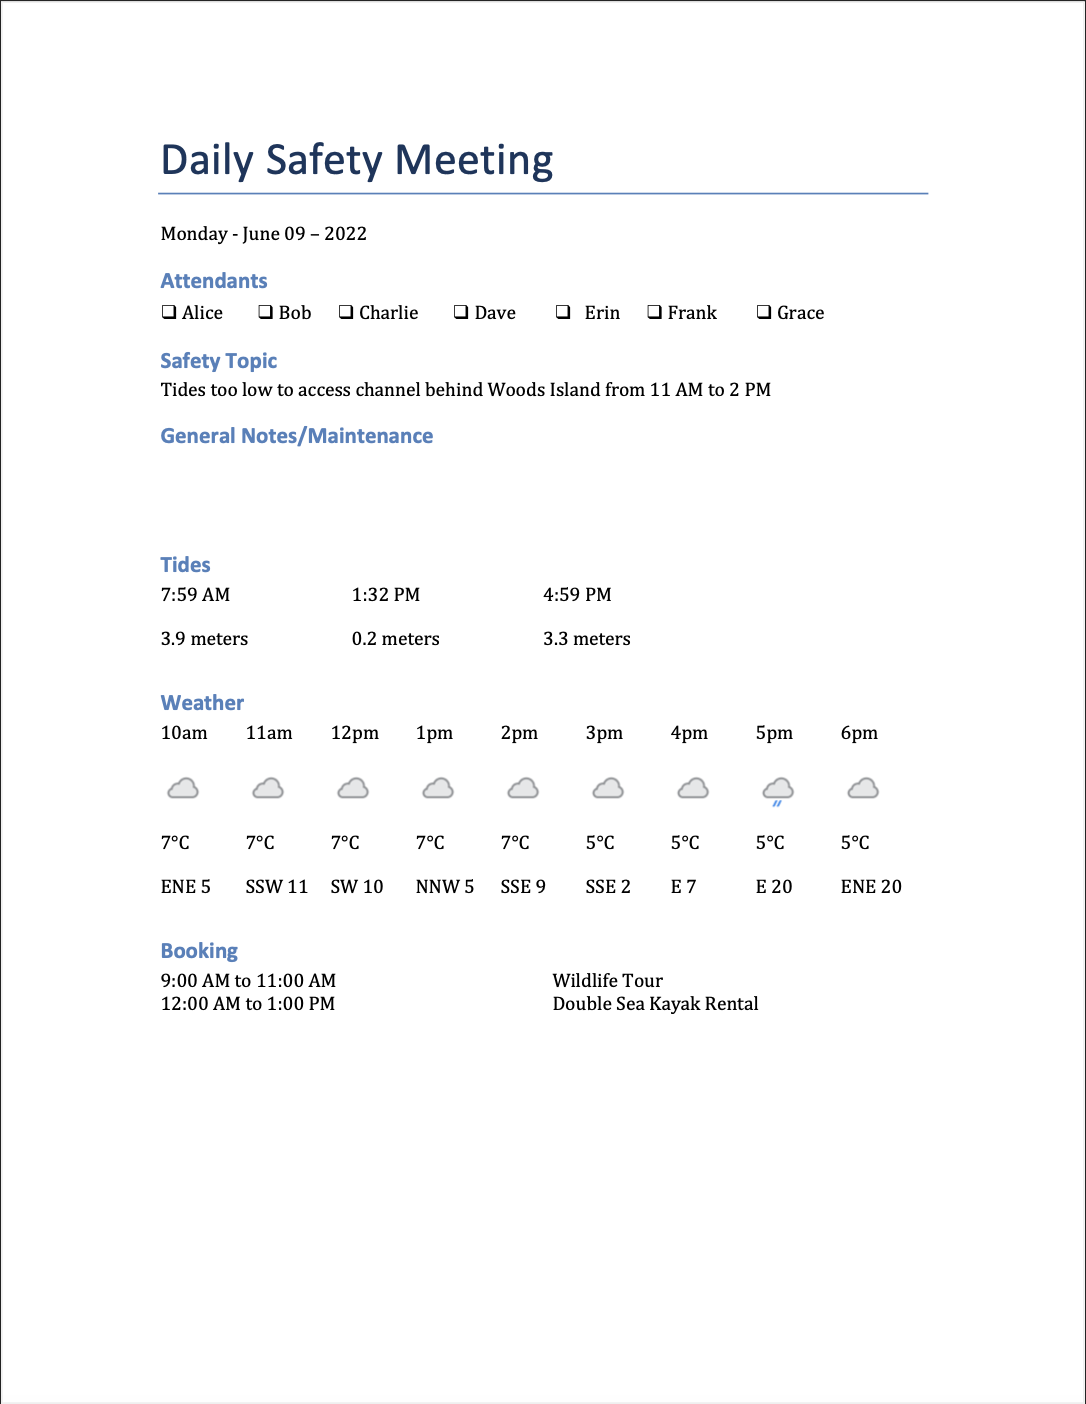 Daily Safety Meeting
Monday - June 09 – 2022
Attendants
❏ Alice ❏ Bob ❏ Charlie ❏ Dave ❏ Erin ❏ Frank ❏ Grace
Safety Topic
Tides too low to access channel behind Woods Island from 11 AM to 2 PM
General Notes/Maintenance
Tides
7:59 AM 1:32 PM 4:59 PM
3.9 meters 0.2 meters 3.3 meters
Weather
10am 11am 12pm 1pm 2pm 3pm 4pm 5pm 6pm
7°C 7°C 7°C 7°C 7°C 5°C 5°C 5°C 5°C
ENE 5 SSW 11 SW 10 NNW 5 SSE 9 SSE 2 E 7 E 20 ENE 20
Booking
9:00 AM to 11:00 AM Wildlife Tour
12:00 AM to 1:00 PM Double Sea Kayak Rental